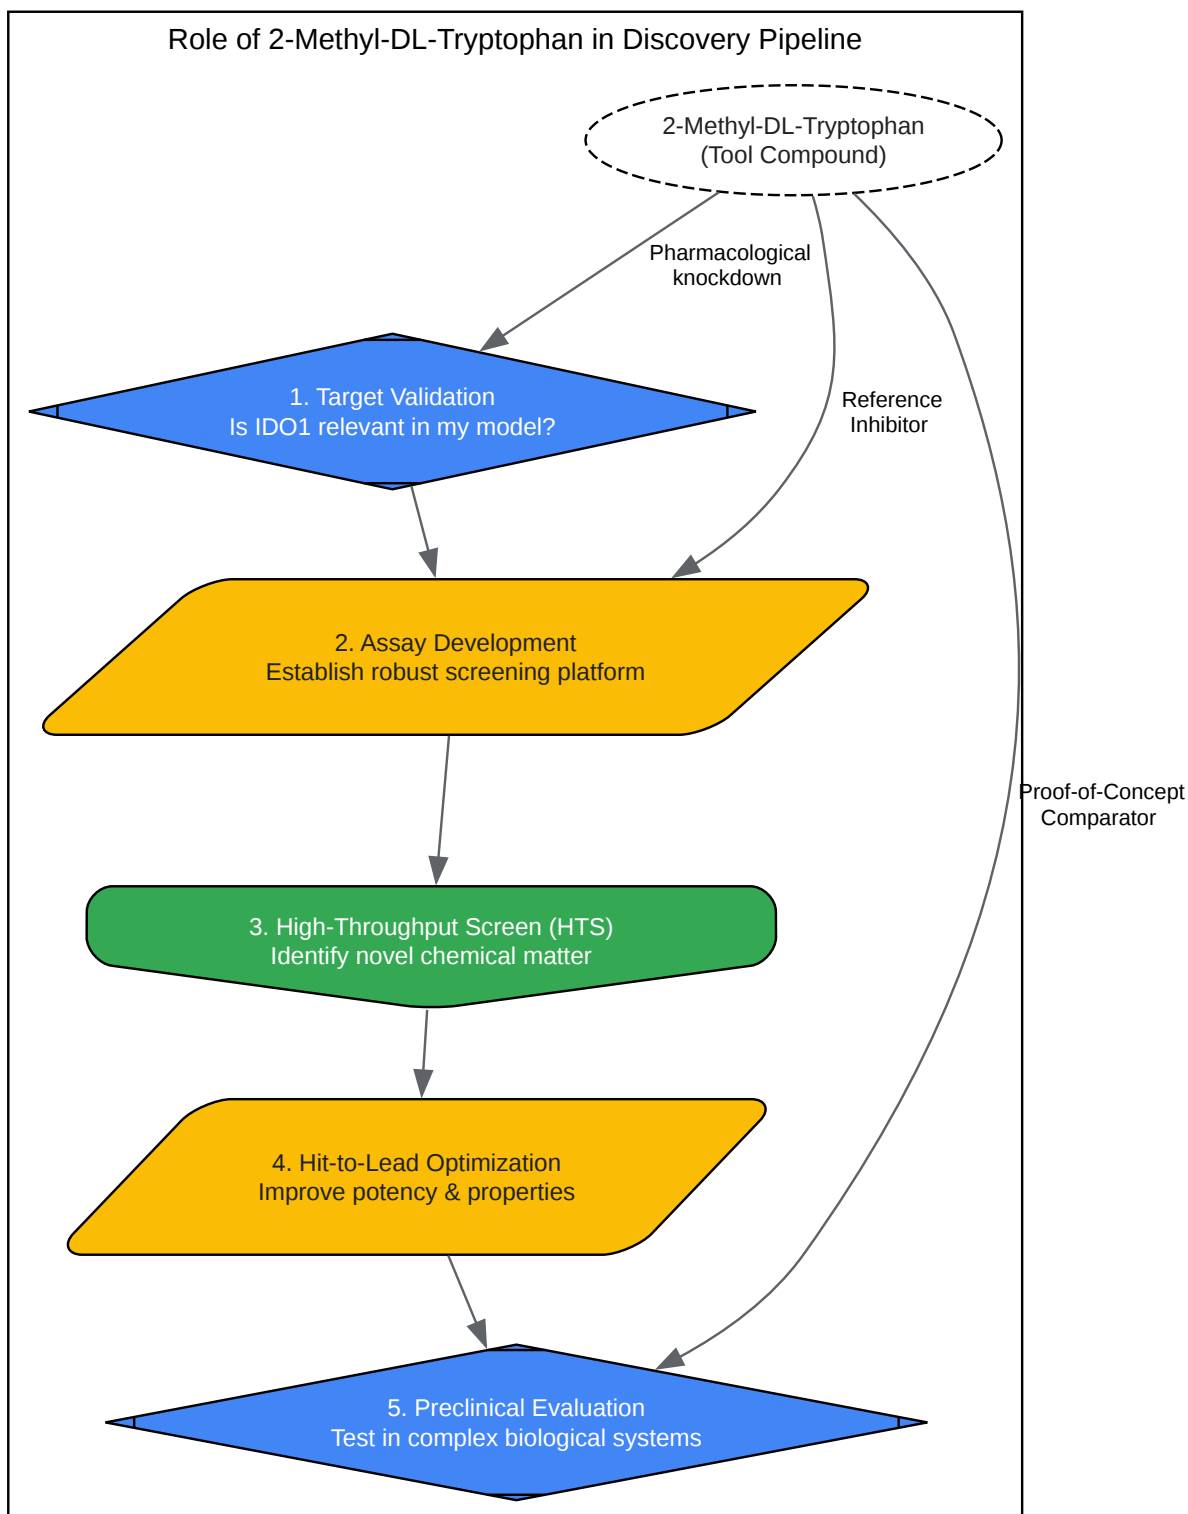 Role of 2-Methyl-DL-Tryptophan in Discovery Pipeline
2-Methyl-DL-Tryptophan
(Tool Compound)
Pharmacological
knockdown
1. Target Validation
Is IDO1 relevant in my model?
Reference
Inhibitor
2. Assay Development
Establish robust screening platform
Proof-of-Concept
Comparator
3. High-Throughput Screen (HTS)
Identify novel chemical matter
4. Hit-to-Lead Optimization
Improve potency & properties
5. Preclinical Evaluation
Test in complex biological systems